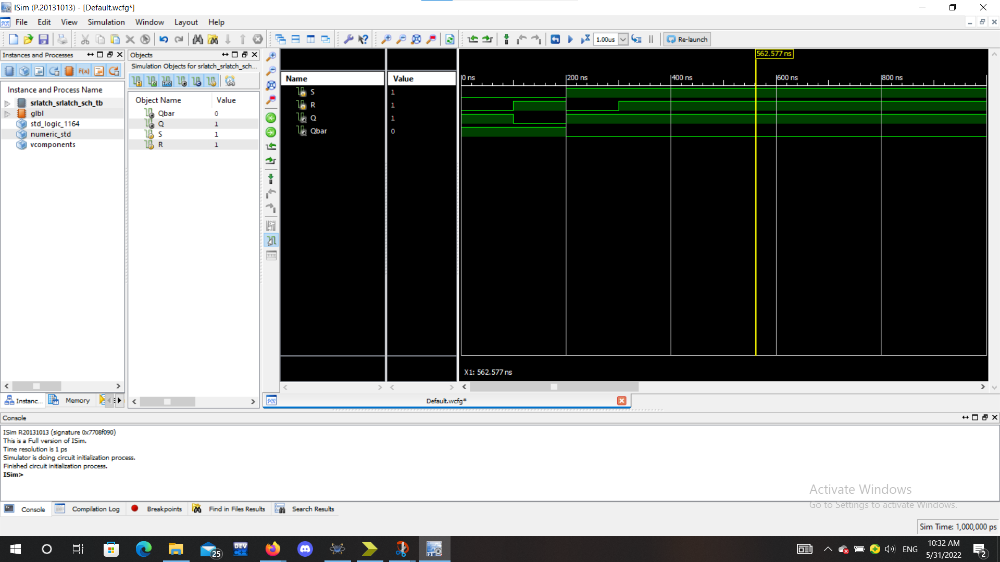 ISim (P.20131013) - [Default.wcfg*]
File Edit View Simulation Window Layout Help
1.00us
Re-launch
Instances and Processes
F(x)
Instance and Process Name
srlatch_srlatch_sch_tb
glbl
std_logic_1164
numeric_std
vcomponents
Instanc...
Memory
Objects
Simulation Objects for srlatch_srlatch_sch...
Object Name Value
Qbar 0
Q 1
S 1
R 1
Name Value
S 1
R 1
Q 1
Qbar 0
562.577 ns
0 ns 200 ns 400 ns 600 ns 800 ns
X1: 562.577 ns
Default.wcfg*
Console
ISim P.20131013 (signature 0x7708f090)
This is a Full version of ISim.
Time resolution is 1 ps
Simulator is doing circuit initialization process.
Finished circuit initialization process.
ISim>
Activate Windows
Go to Settings to activate Windows.
Console Compilation Log Breakpoints Find in Files Results Search Results
Sim Time: 1,000,000 ps
25
DEV
ISim
ENG
10:32 AM
5/31/2022
2